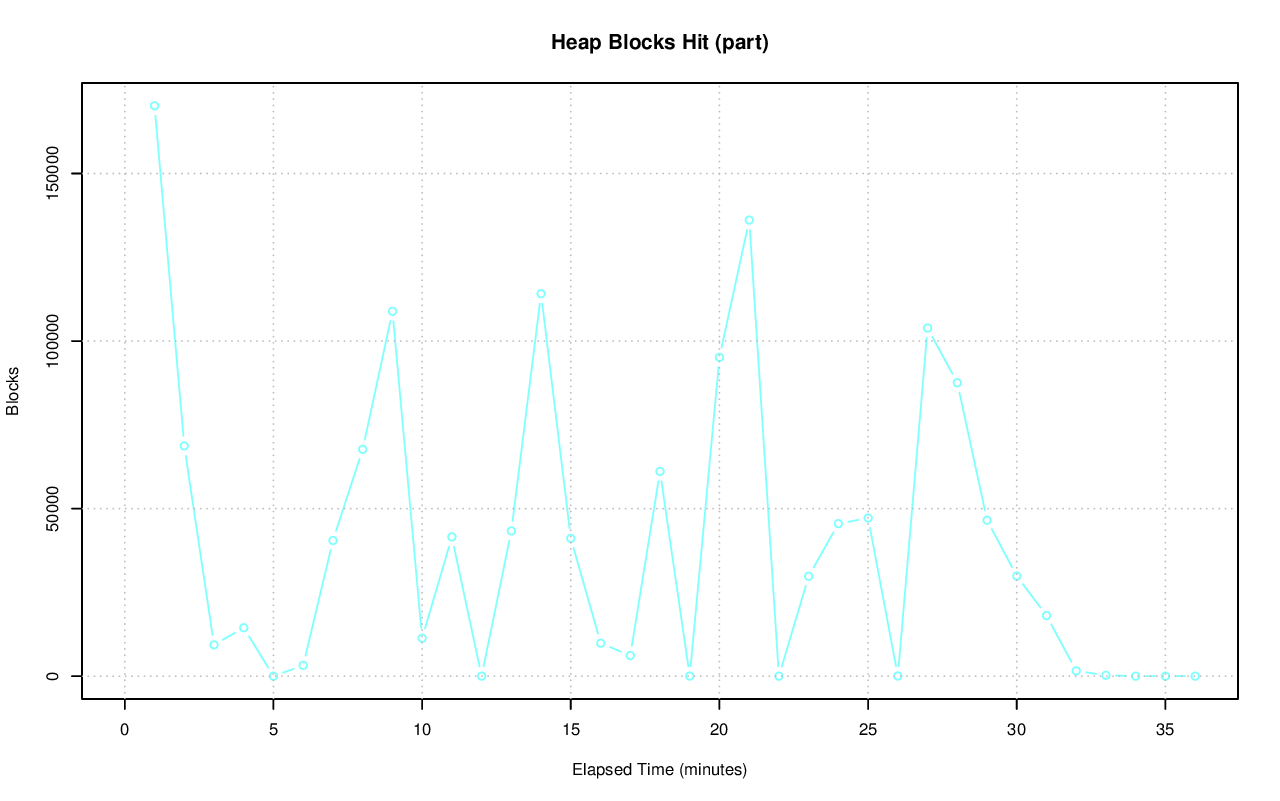 Heap Blocks Hit (part)
Blocks
150000
100000
50000
0
0 5 10 15 20 25 30 35
Elapsed Time (minutes)